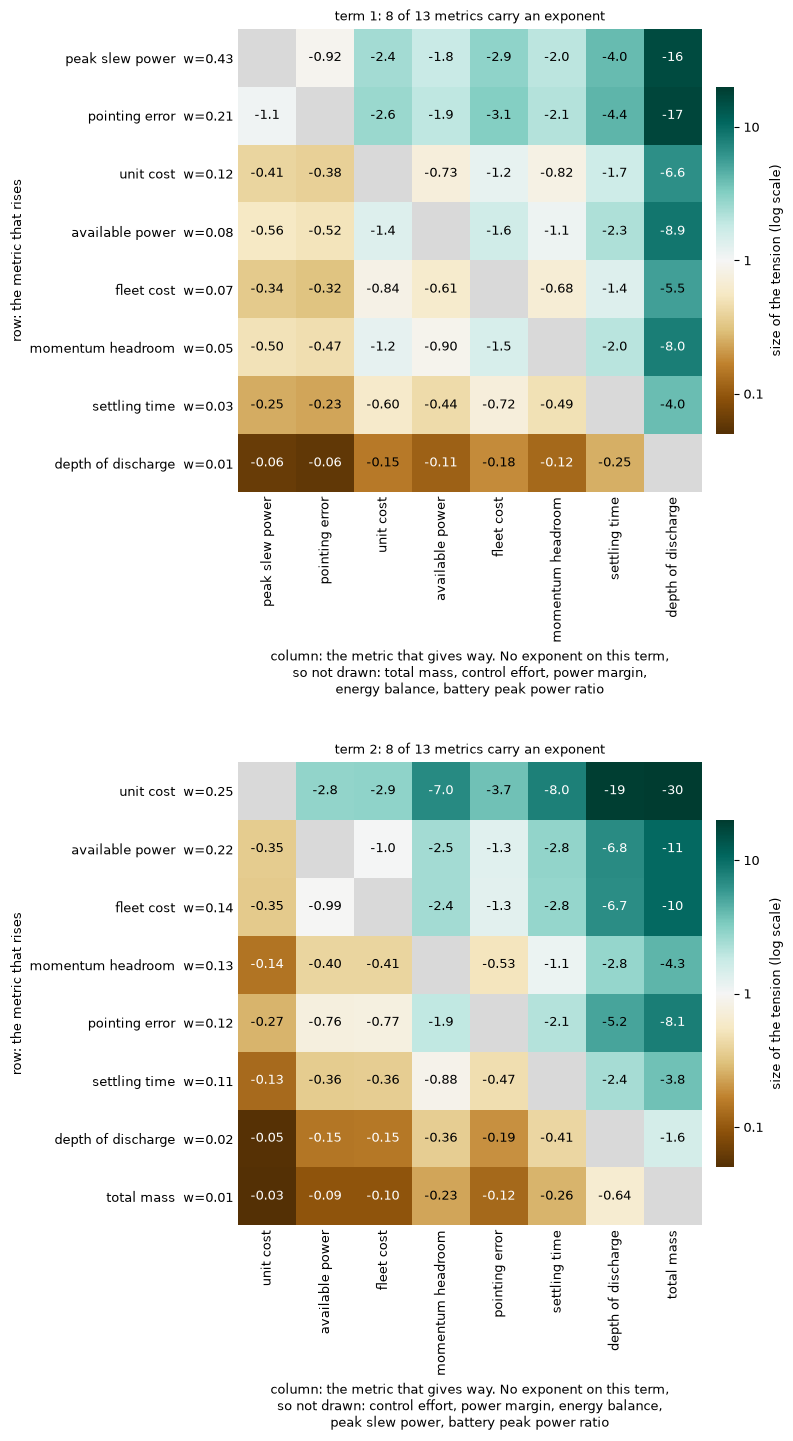 term 1: 8 of 13 metrics carry an exponent
row: the metric that rises
peak slew power w=0.43 -0.92 -2.4 -1.8 -2.9 -2.0 -4.0 -16
pointing error w=0.21 -1.1 -2.6 -1.9 -3.1 -2.1 -4.4 -17
unit cost w=0.12 -0.41 -0.38 -0.73 -1.2 -0.82 -1.7 -6.6
available power w=0.08 -0.56 -0.52 -1.4 -1.6 -1.1 -2.3 -8.9
fleet cost w=0.07 -0.34 -0.32 -0.84 -0.61 -0.68 -1.4 -5.5
momentum headroom w=0.05 -0.50 -0.47 -1.2 -0.90 -1.5 -2.0 -8.0
settling time w=0.03 -0.25 -0.23 -0.60 -0.44 -0.72 -0.49 -4.0
depth of discharge w=0.01 -0.06 -0.06 -0.15 -0.11 -0.18 -0.12 -0.25
peak slew power
pointing error
unit cost
available power
fleet cost
momentum headroom
settling time
depth of discharge
10
1
0.1
size of the tension (log scale)
column: the metric that gives way. No exponent on this term,
so not drawn: total mass, control effort, power margin,
energy balance, battery peak power ratio
term 2: 8 of 13 metrics carry an exponent
row: the metric that rises
unit cost w=0.25 -2.8 -2.9 -7.0 -3.7 -8.0 -19 -30
available power w=0.22 -0.35 -1.0 -2.5 -1.3 -2.8 -6.8 -11
fleet cost w=0.14 -0.35 -0.99 -2.4 -1.3 -2.8 -6.7 -10
momentum headroom w=0.13 -0.14 -0.40 -0.41 -0.53 -1.1 -2.8 -4.3
pointing error w=0.12 -0.27 -0.76 -0.77 -1.9 -2.1 -5.2 -8.1
settling time w=0.11 -0.13 -0.36 -0.36 -0.88 -0.47 -2.4 -3.8
depth of discharge w=0.02 -0.05 -0.15 -0.15 -0.36 -0.19 -0.41 -1.6
total mass w=0.01 -0.03 -0.09 -0.10 -0.23 -0.12 -0.26 -0.64
unit cost
available power
fleet cost
momentum headroom
pointing error
settling time
depth of discharge
total mass
10
1
0.1
size of the tension (log scale)
column: the metric that gives way. No exponent on this term,
so not drawn: control effort, power margin, energy balance,
peak slew power, battery peak power ratio